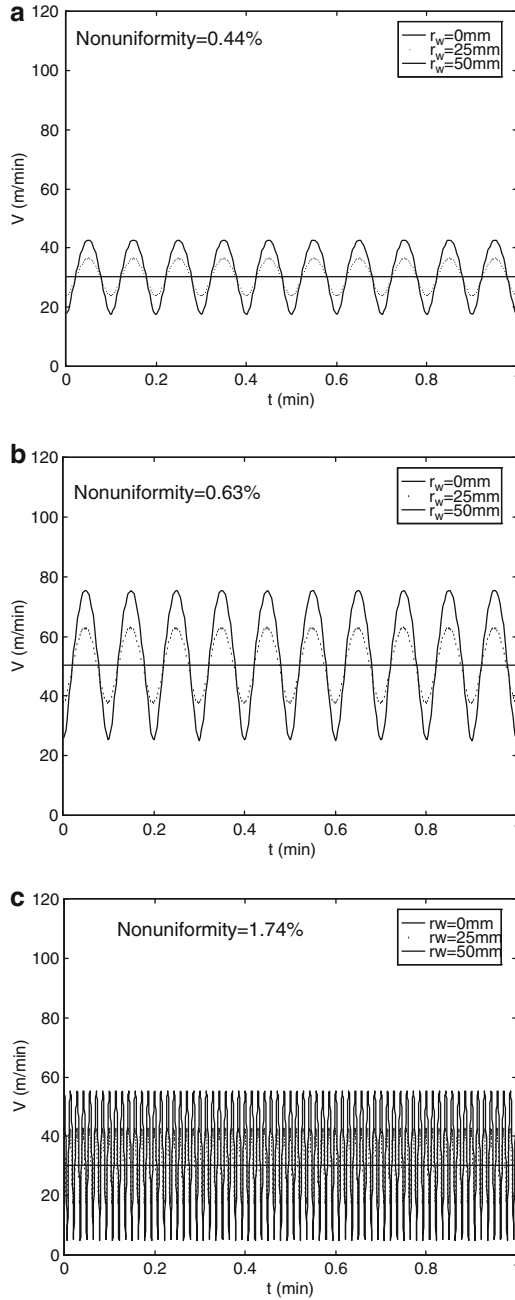 a
Nonuniformity=0.44%
r_w=0mm
r_w=25mm
r_w=50mm
120
100
80
60
40
20
0
V (m/min)
0 0.2 0.4 0.6 0.8 1
t (min)
b
Nonuniformity=0.63%
r_w=0mm
r_w=25mm
r_w=50mm
120
100
80
60
40
20
0
V (m/min)
0 0.2 0.4 0.6 0.8 1
t (min)
c
Nonuniformity=1.74%
rw=0mm
rw=25mm
rw=50mm
120
100
80
60
40
20
0
V (m/min)
0 0.2 0.4 0.6 0.8 1
t (min)